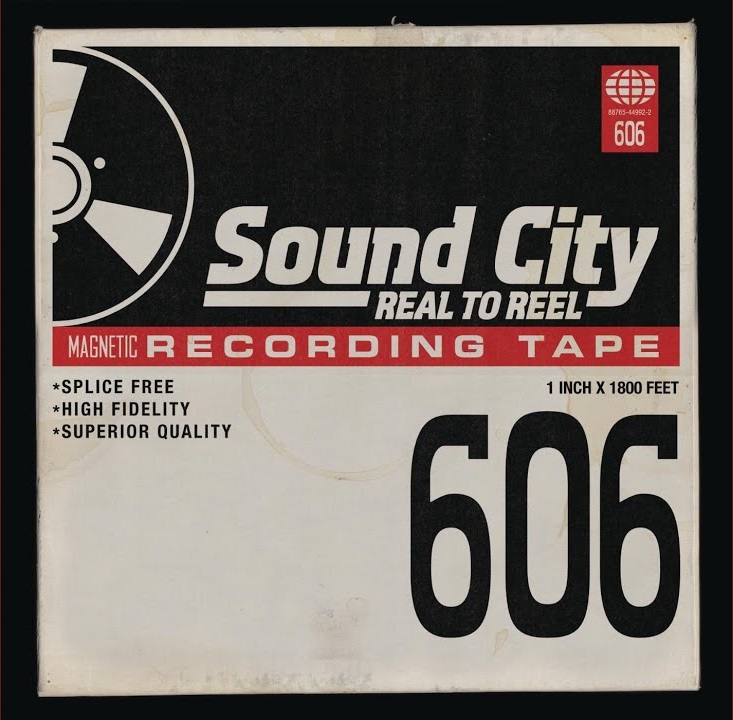 88765-44992-2
606
Sound City
REAL TO REEL
MAGNETIC RECORDING TAPE
*SPLICE FREE
*HIGH FIDELITY
*SUPERIOR QUALITY
1 INCH X 1800 FEET
606